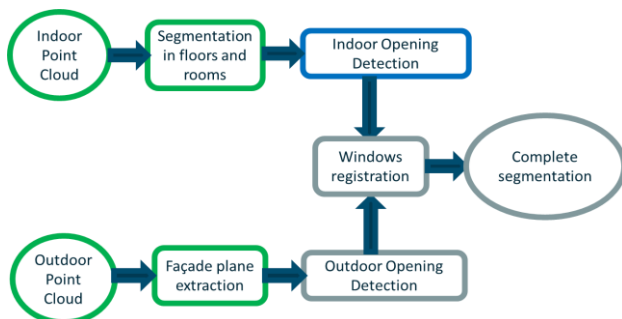 Indoor
Point
Cloud
Segmentation
in floors and
rooms
Indoor Opening
Detection
Windows
registration
Complete
segmentation
Outdoor
Point
Cloud
Façade plane
extraction
Outdoor Opening
Detection